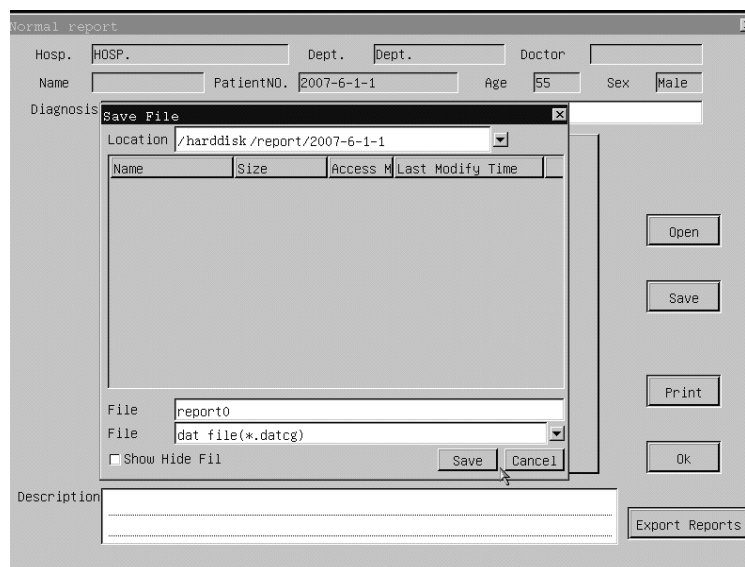 Normal report
Hosp. HOSP. Dept. Dept. Doctor
Name PatientNO. 2007-6-1-1 Age 55 Sex Male
Diagnosis
Save File
Location /harddisk/report/2007-6-1-1
Name Size Access M Last Modify Time
Open
Save
Print
File report0
File dat file(*.datcg)
Show Hide Fil Save Cancel
Ok
Description
Export Reports